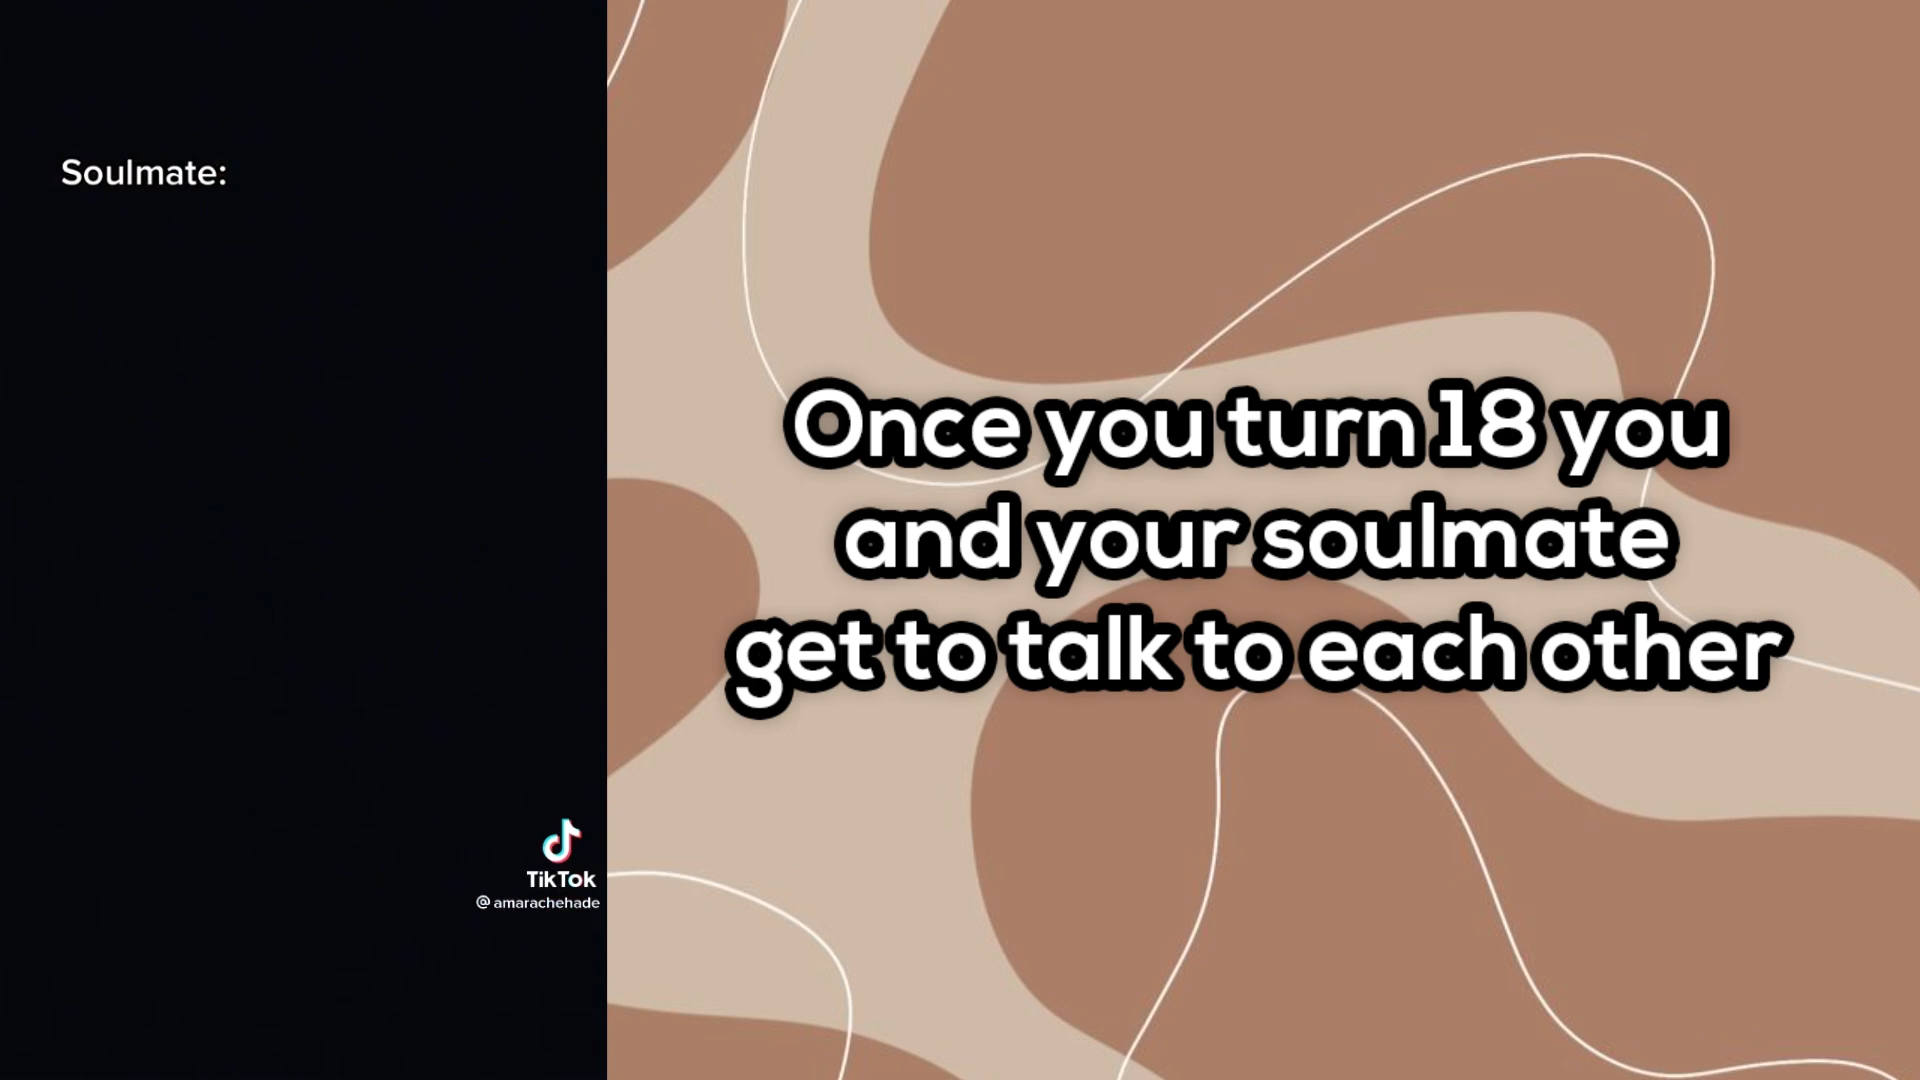 Soulmate:
Once you turn 18 you
and your soulmate
get to talk to each other
TikTok
@amarachehade